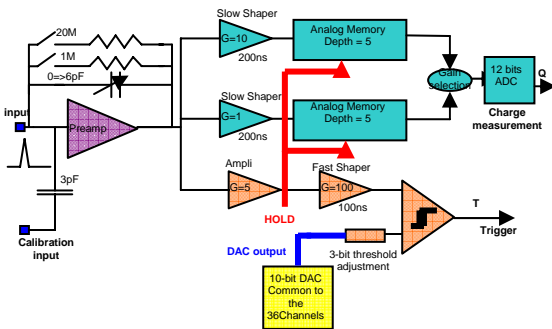 Slow Shaper
20M
G=10
Analog Memory
Depth = 5
1M
200ns
0=>6pF
Slow Shaper
Gain
selection
12 bits
ADC
Q
input
Preamp
G=1
Analog Memory
Depth = 5
Charge
measurement
200ns
Ampli
Fast Shaper
3pF
G=5
G=100
100ns
T
HOLD
Trigger
Calibration
input
DAC output
3-bit threshold
adjustment
10-bit DAC
Common to
the
36Channels